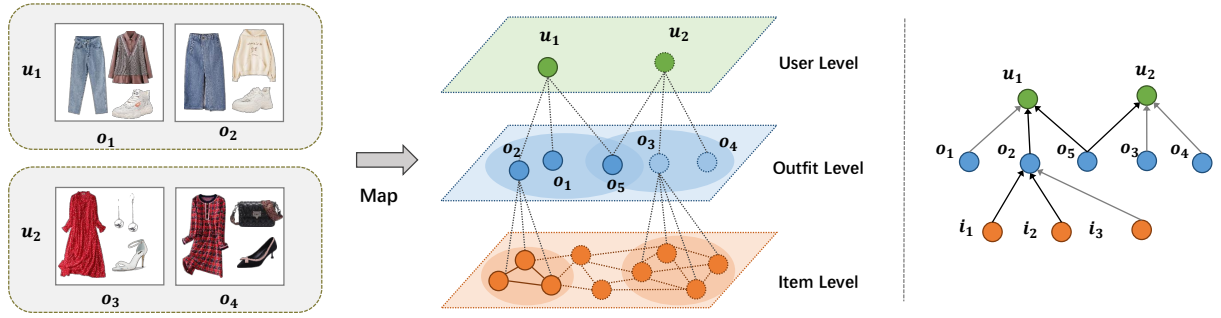 u1
o1
o2
u2
o3
o4
Map
u1
u2
User Level
o2
o1
o5
o3
o4
Outfit Level
Item Level
u1
u2
o1
o2
o5
o3
o4
i1
i2
i3